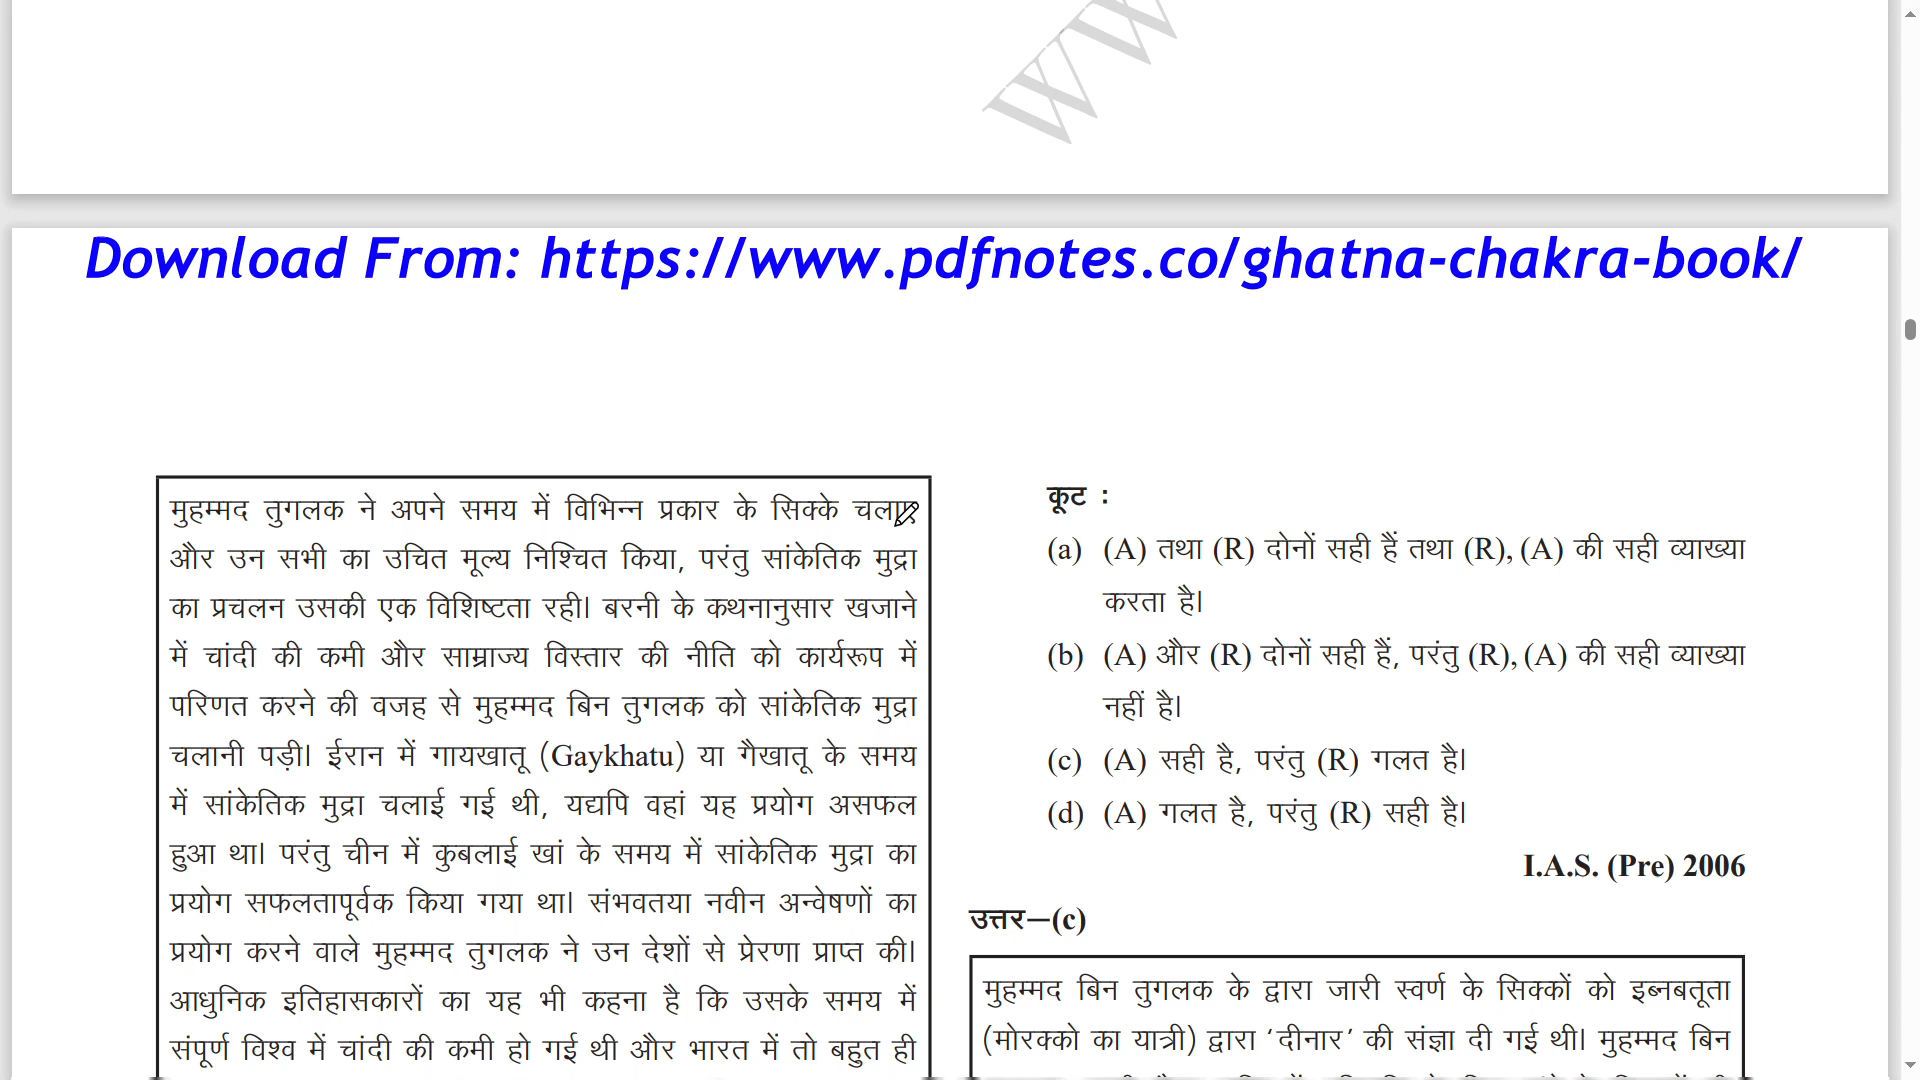 WW
Download From: https://www.pdfnotes.co/ghatna-chakra-book/
मुहम्मद तुगलक ने अपने समय में विभिन्न प्रकार के सिक्के चलाए
और उन सभी का उचित मूल्य निश्चित किया, परंतु सांकेतिक मुद्रा
का प्रचलन उसकी एक विशिष्टता रही। बरनी के कथनानुसार खजाने
में चांदी की कमी और साम्राज्य विस्तार की नीति को कार्यरूप में
परिणत करने की वजह से मुहम्मद बिन तुगलक को सांकेतिक मुद्रा
चलानी पड़ी। ईरान में गायखातू (Gaykhatu) या गैखातू के समय
में सांकेतिक मुद्रा चलाई गई थी, यद्यपि वहां यह प्रयोग असफल
हुआ था। परंतु चीन में कुबलाई खां के समय में सांकेतिक मुद्रा का
प्रयोग सफलतापूर्वक किया गया था। संभवतया नवीन अन्वेषणों का
प्रयोग करने वाले मुहम्मद तुगलक ने उन देशों से प्रेरणा प्राप्त की।
आधुनिक इतिहासकारों का यह भी कहना है कि उसके समय में
संपूर्ण विश्व में चांदी की कमी हो गई थी और भारत में तो बहुत ही
कूट :
(a) (A) तथा (R) दोनों सही हैं तथा (R), (A) की सही व्याख्या
करता है।
(b) (A) और (R) दोनों सही हैं, परंतु (R), (A) की सही व्याख्या
नहीं है।
(c) (A) सही है, परंतु (R) गलत है।
(d) (A) गलत है, परंतु (R) सही है।
I.A.S. (Pre) 2006
उत्तर—(c)
मुहम्मद बिन तुगलक के द्वारा जारी स्वर्ण के सिक्कों को इब्नबतूता
(मोरक्को का यात्री) द्वारा ‘दीनार’ की संज्ञा दी गई थी। मुहम्मद बिन